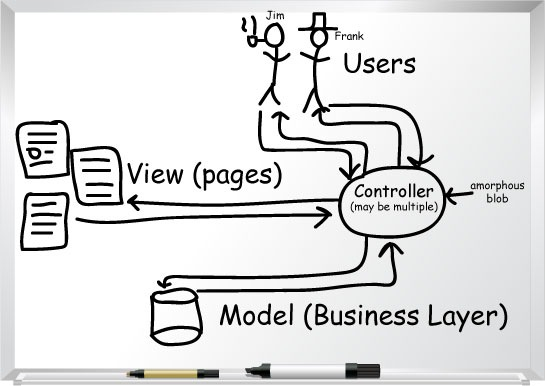 Jim
Frank
Users
View (pages)
Controller
(may be multiple)
amorphous
blob
Model (Business Layer)